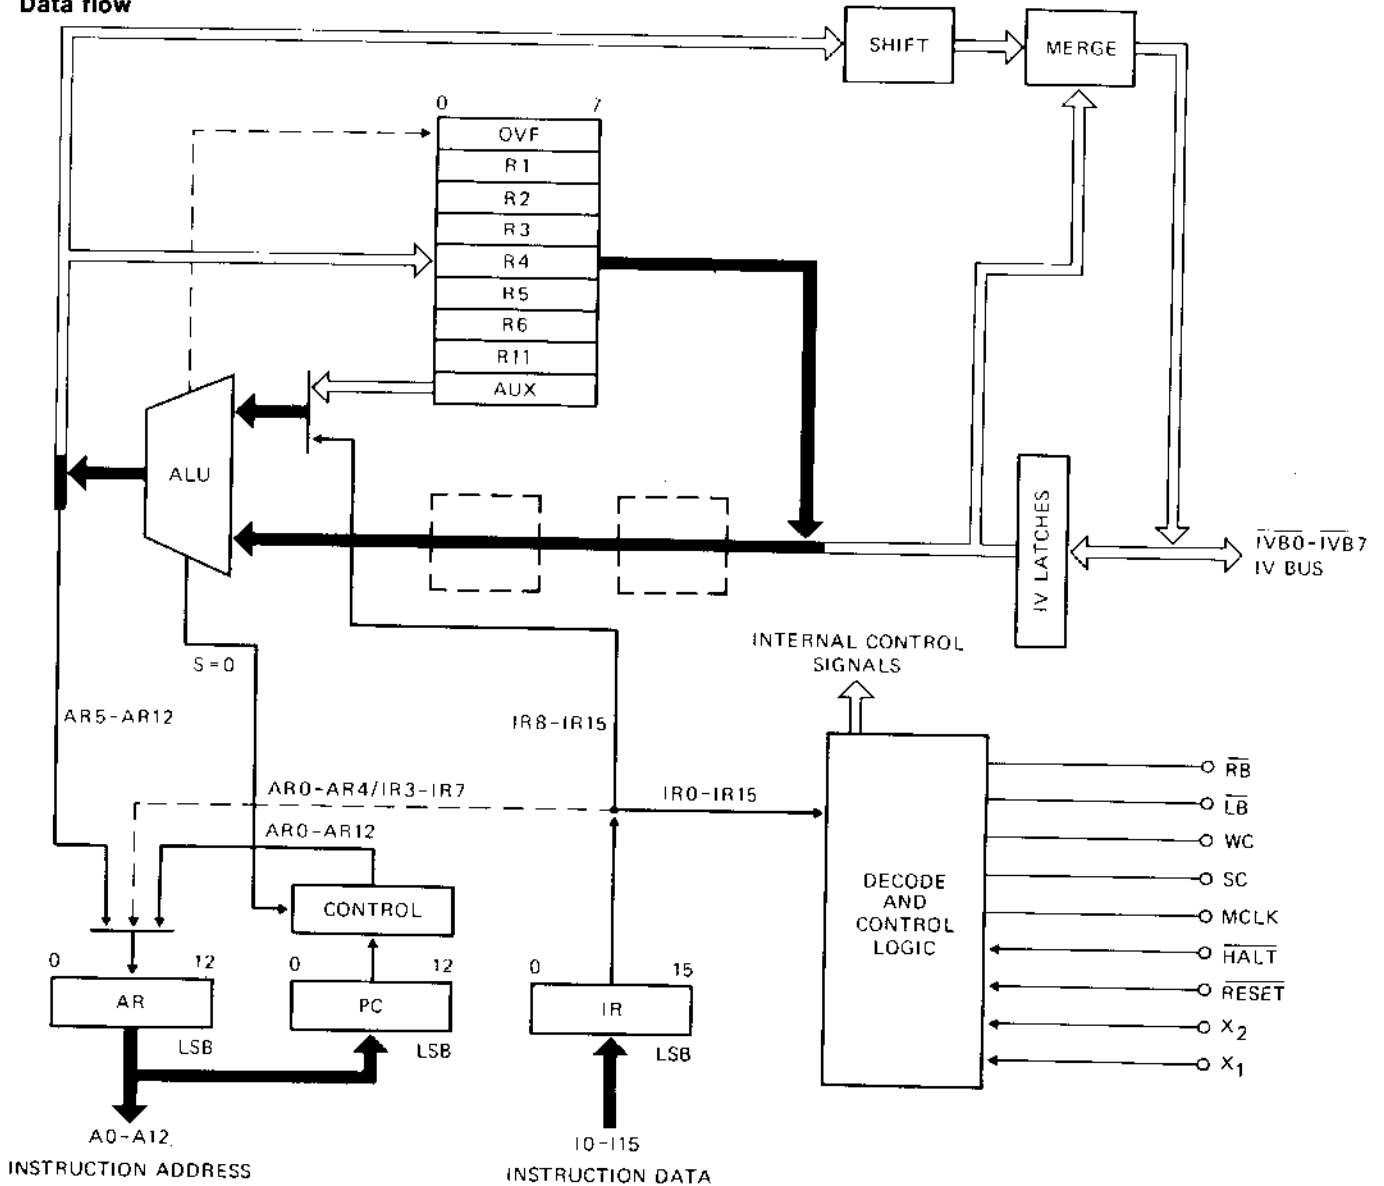 Data flow
SHIFT
MERGE
0 7
OVF
R1
R2
R3
R4
R5
R6
R11
AUX
ALU
IV LATCHES
IVB0-IVB7
IV BUS
S=0
INTERNAL CONTROL
SIGNALS
AR5-AR12
IR8-IR15
AR0-AR4/IR3-IR7
IR0-IR15
AR0-AR12
RB
LB
WC
SC
MCLK
HALT
RESET
X2
X1
DECODE
AND
CONTROL
LOGIC
CONTROL
0 12
AR
LSB
0 12
PC
LSB
0 15
IR
LSB
A0-A12
INSTRUCTION ADDRESS
I0-I15
INSTRUCTION DATA